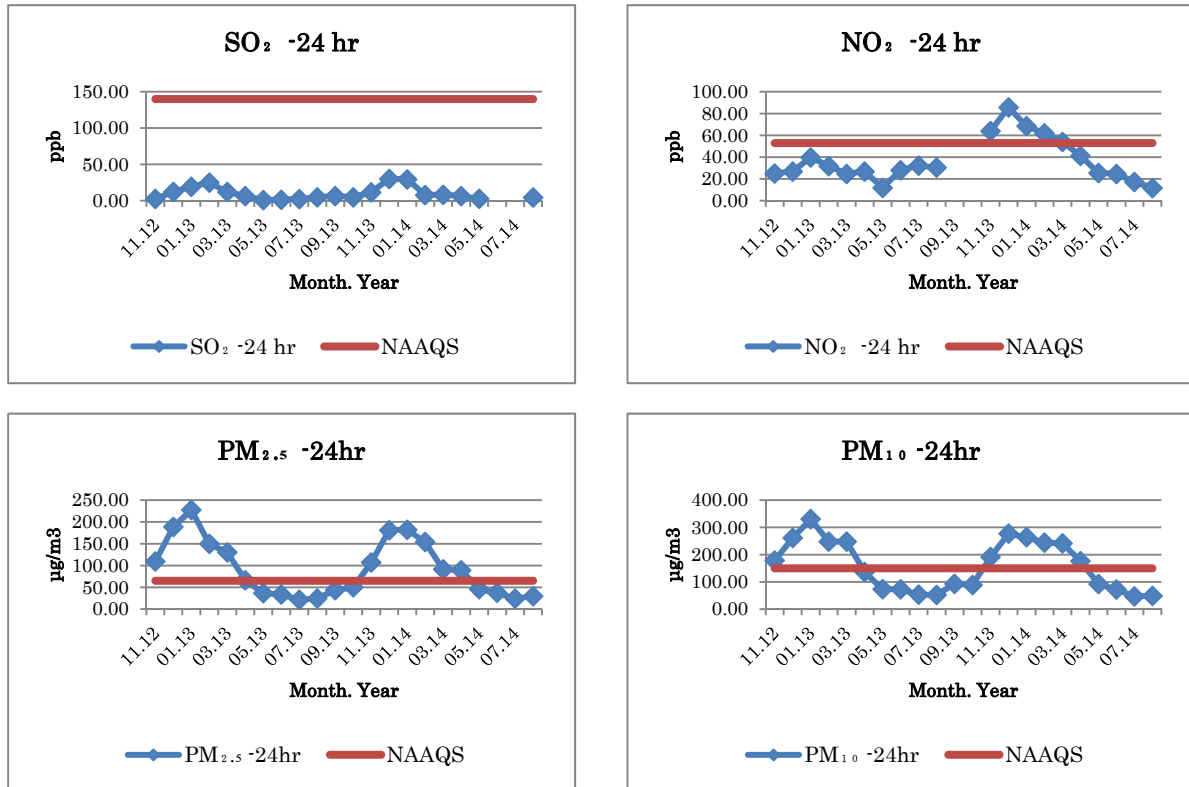 SO₂ -24 hr
150.00
100.00
50.00
0.00
ppb
11.12 01.13 03.13 05.13 07.13 09.13 11.13 01.14 03.14 05.14 07.14
Month. Year
SO₂ -24 hr NAAQS
NO₂ -24 hr
100.00
80.00
60.00
40.00
20.00
0.00
ppb
11.12 01.13 03.13 05.13 07.13 09.13 11.13 01.14 03.14 05.14 07.14
Month. Year
NO₂ -24 hr NAAQS
PM₂.₅ -24hr
250.00
200.00
150.00
100.00
50.00
0.00
µg/m3
11.12 01.13 03.13 05.13 07.13 09.13 11.13 01.14 03.14 05.14 07.14
Month. Year
PM₂.₅ -24hr NAAQS
PM₁₀ -24hr
400.00
300.00
200.00
100.00
0.00
µg/m3
11.12 01.13 03.13 05.13 07.13 09.13 11.13 01.14 03.14 05.14 07.14
Month. Year
PM₁₀ -24hr NAAQS